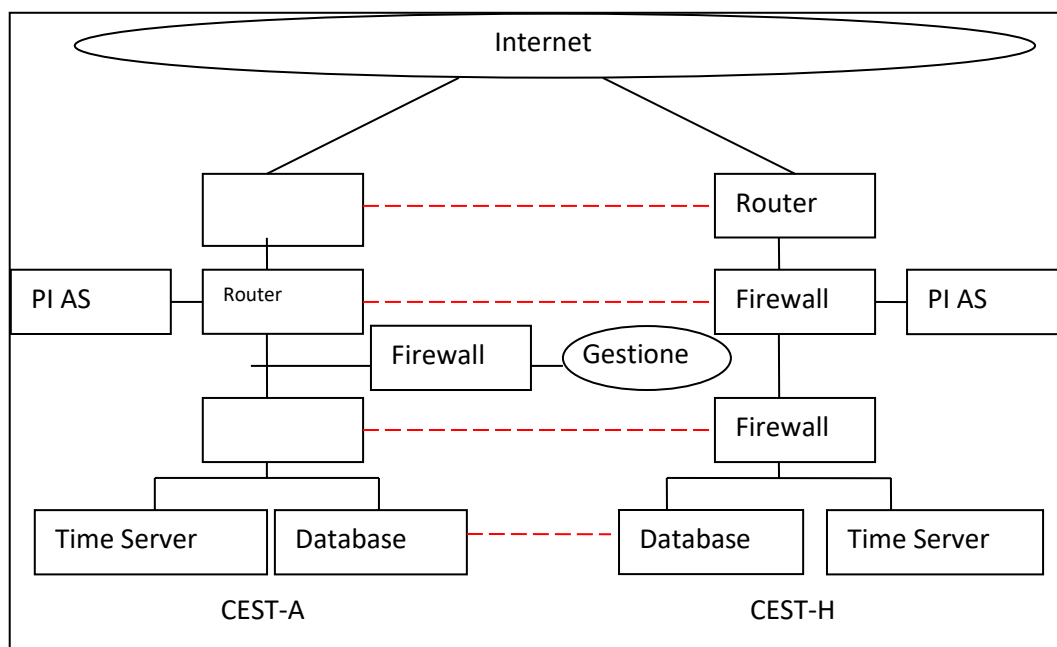 Internet
Router
PI AS
Router
Firewall
PI AS
Firewall
Gestione
Firewall
Time Server
Database
Database
Time Server
CEST-A
CEST-H